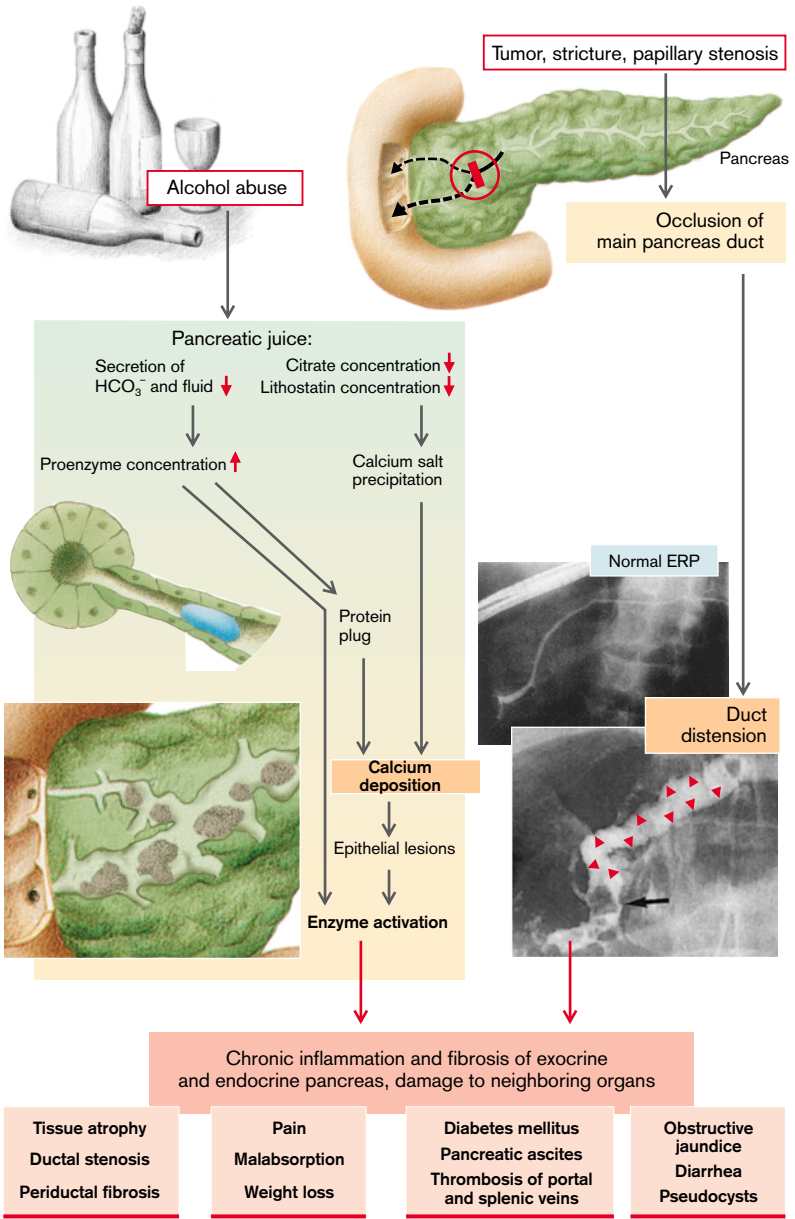 Tumor, stricture, papillary stenosis
Pancreas
Alcohol abuse
Occlusion of
main pancreas duct
Pancreatic juice:
Secretion of
HCO₃⁻ and fluid
Citrate concentration
Lithostatin concentration
Proenzyme concentration
Calcium salt
precipitation
Normal ERP
Protein
plug
Duct
distension
Calcium
deposition
Epithelial lesions
Enzyme activation
Chronic inflammation and fibrosis of exocrine
and endocrine pancreas, damage to neighboring organs
Tissue atrophy
Ductal stenosis
Periductal fibrosis
Pain
Malabsorption
Weight loss
Diabetes mellitus
Pancreatic ascites
Thrombosis of portal
and splenic veins
Obstructive
jaundice
Diarrhea
Pseudocysts